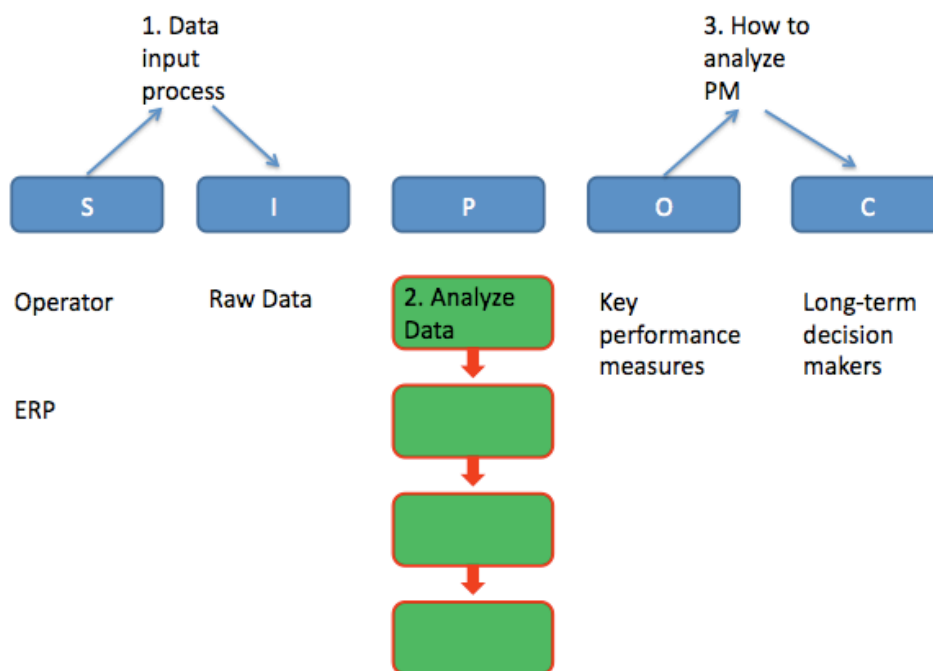 1. Data
input
process
3. How to
analyze
PM
S
I
P
O
C
Operator
Raw Data
2. Analyze
Data
Key
performance
measures
Long-term
decision
makers
ERP